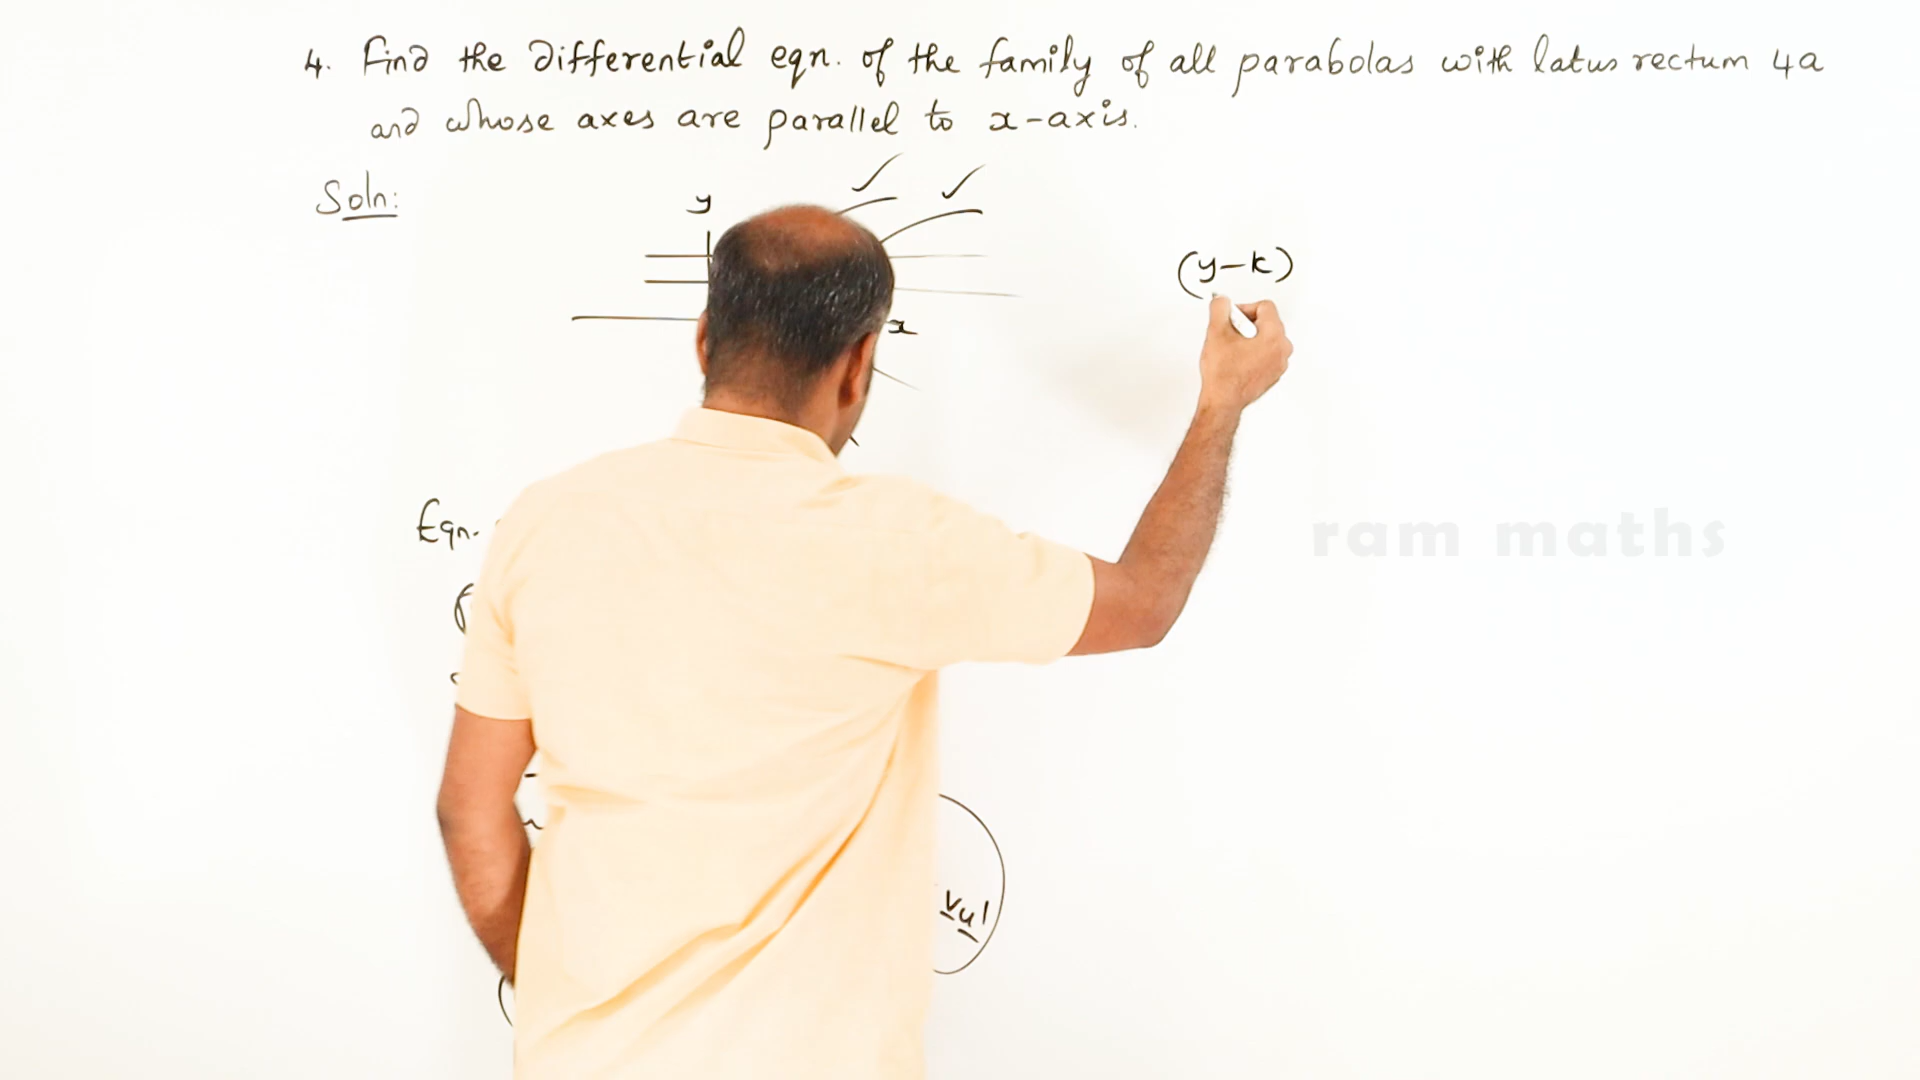 4. Find the differential eqn. of the family of all parabolas with latus rectum 4a
and whose axes are parallel to x-axis.
Soln:
y
(y-k)
x
Eqn.
ram maths